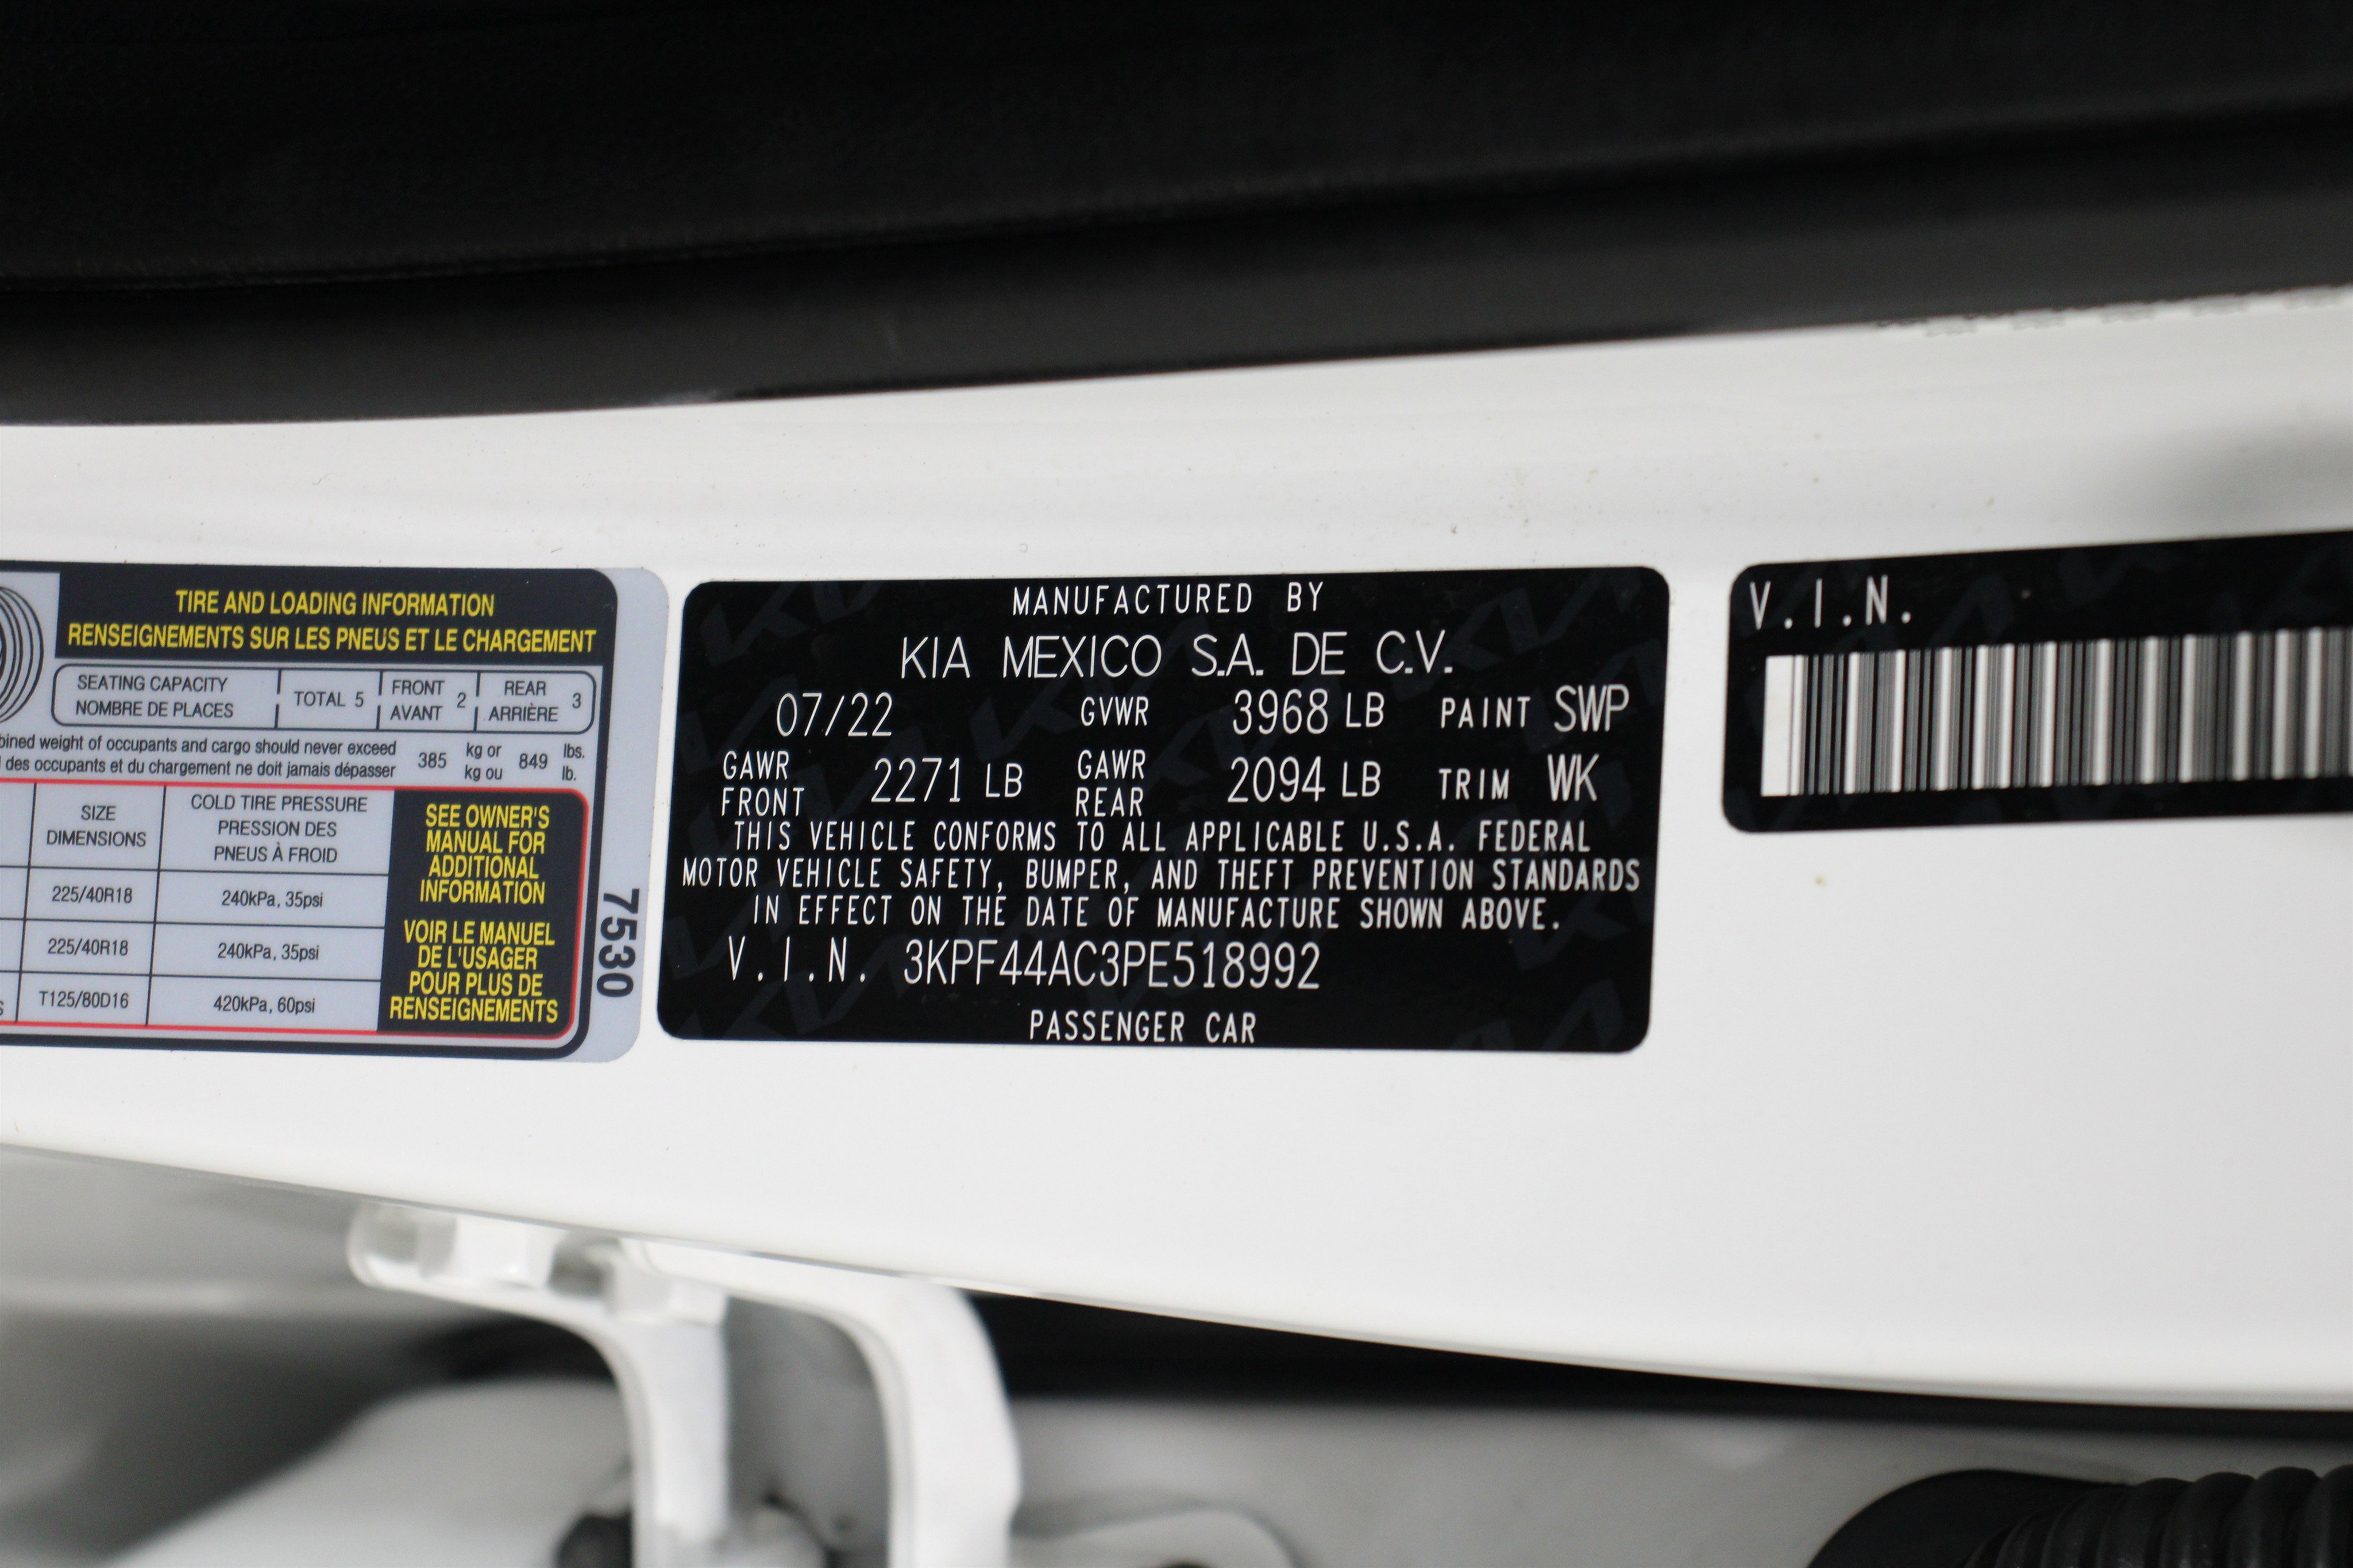 TIRE AND LOADING INFORMATION
RENSEIGNEMENTS SUR LES PNEUS ET LE CHARGEMENT
SEATING CAPACITY
NOMBRE DE PLACES
TOTAL 5
FRONT
AVANT
2
REAR
ARRIÈRE
3
weight of occupants and cargo should never exceed
des occupants et du chargement ne doit jamais dépasser
385
kg or
kg ou
849
lbs.
lb.
SIZE
DIMENSIONS
COLD TIRE PRESSURE
PRESSION DES
PNEUS À FROID
225/40R18
240kPa, 35psi
225/40R18
240kPa, 35psi
T125/80D16
420kPa, 60psi
SEE OWNER'S
MANUAL FOR
ADDITIONAL
INFORMATION
VOIR LE MANUEL
DE L'USAGER
POUR PLUS DE
RENSEIGNEMENTS
7530
MANUFACTURED BY
KIA MEXICO S.A. DE C.V.
07/22 GVWR 3968 LB PAINT SWP
GAWR
FRONT
2271 LB
GAWR
REAR
2094 LB TRIM WK
THIS VEHICLE CONFORMS TO ALL APPLICABLE U.S.A. FEDERAL
MOTOR VEHICLE SAFETY, BUMPER, AND THEFT PREVENTION STANDARDS
IN EFFECT ON THE DATE OF MANUFACTURE SHOWN ABOVE.
V.I.N. 3KPF44AC3PE518992
PASSENGER CAR
V.I.N.